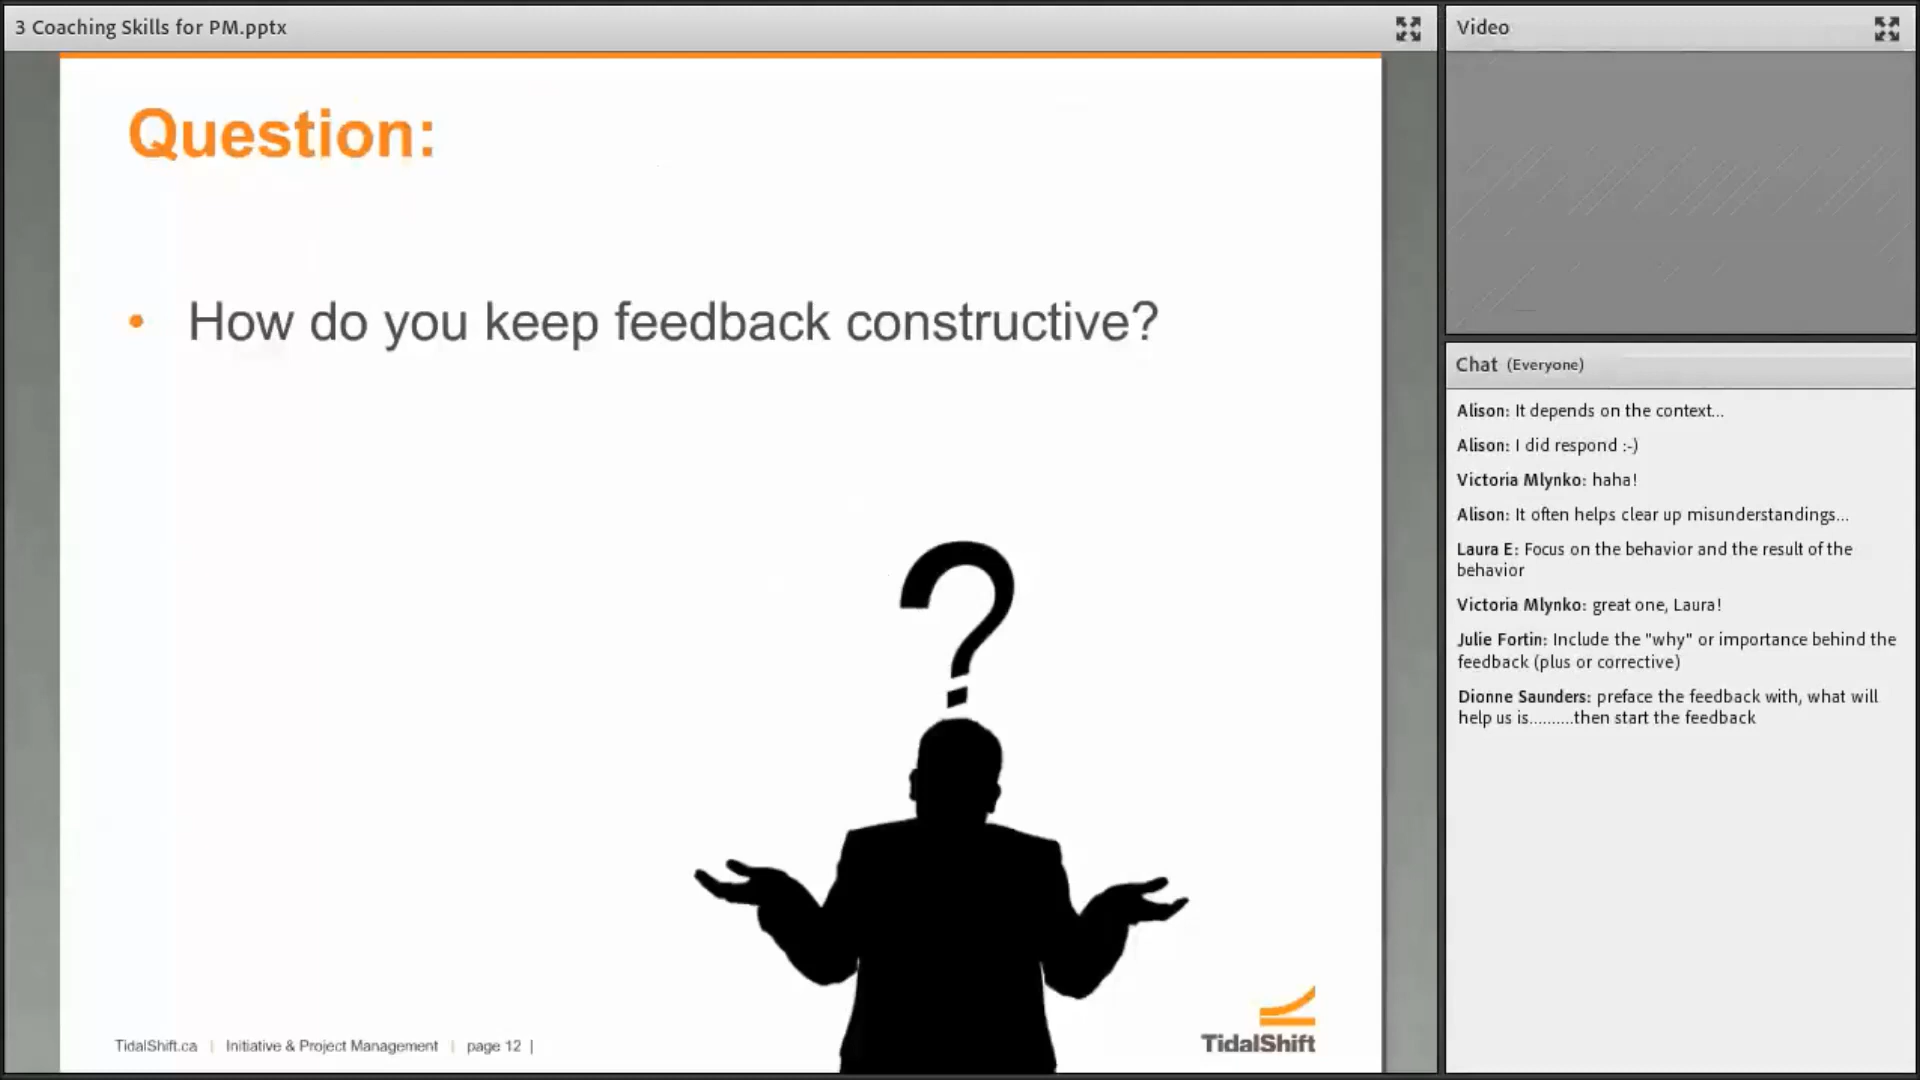 3 Coaching Skills for PM.pptx
Question:
• How do you keep feedback constructive?
?
TidalShift.ca | Initiative & Project Management | page 12 |
TidalShift
Video
Chat (Everyone)
Alison: It depends on the context...
Alison: I did respond :-)
Victoria Mlynko: haha!
Alison: It often helps clear up misunderstandings...
Laura E: Focus on the behavior and the result of the
behavior
Victoria Mlynko: great one, Laura!
Julie Fortin: Include the "why" or importance behind the
feedback (plus or corrective)
Dionne Saunders: preface the feedback with, what will
help us is..........then start the feedback